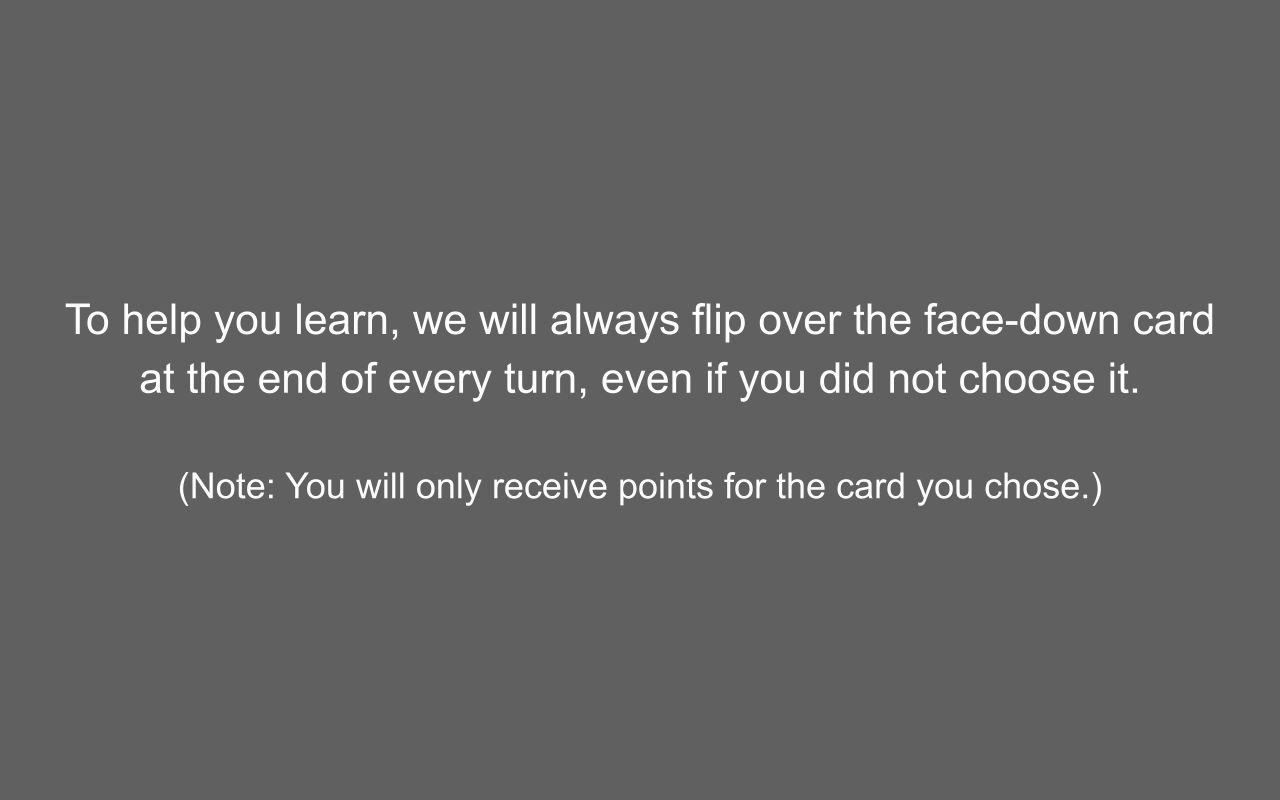 To help you learn, we will always flip over the face-down card
at the end of every turn, even if you did not choose it.
(Note: You will only receive points for the card you chose.)